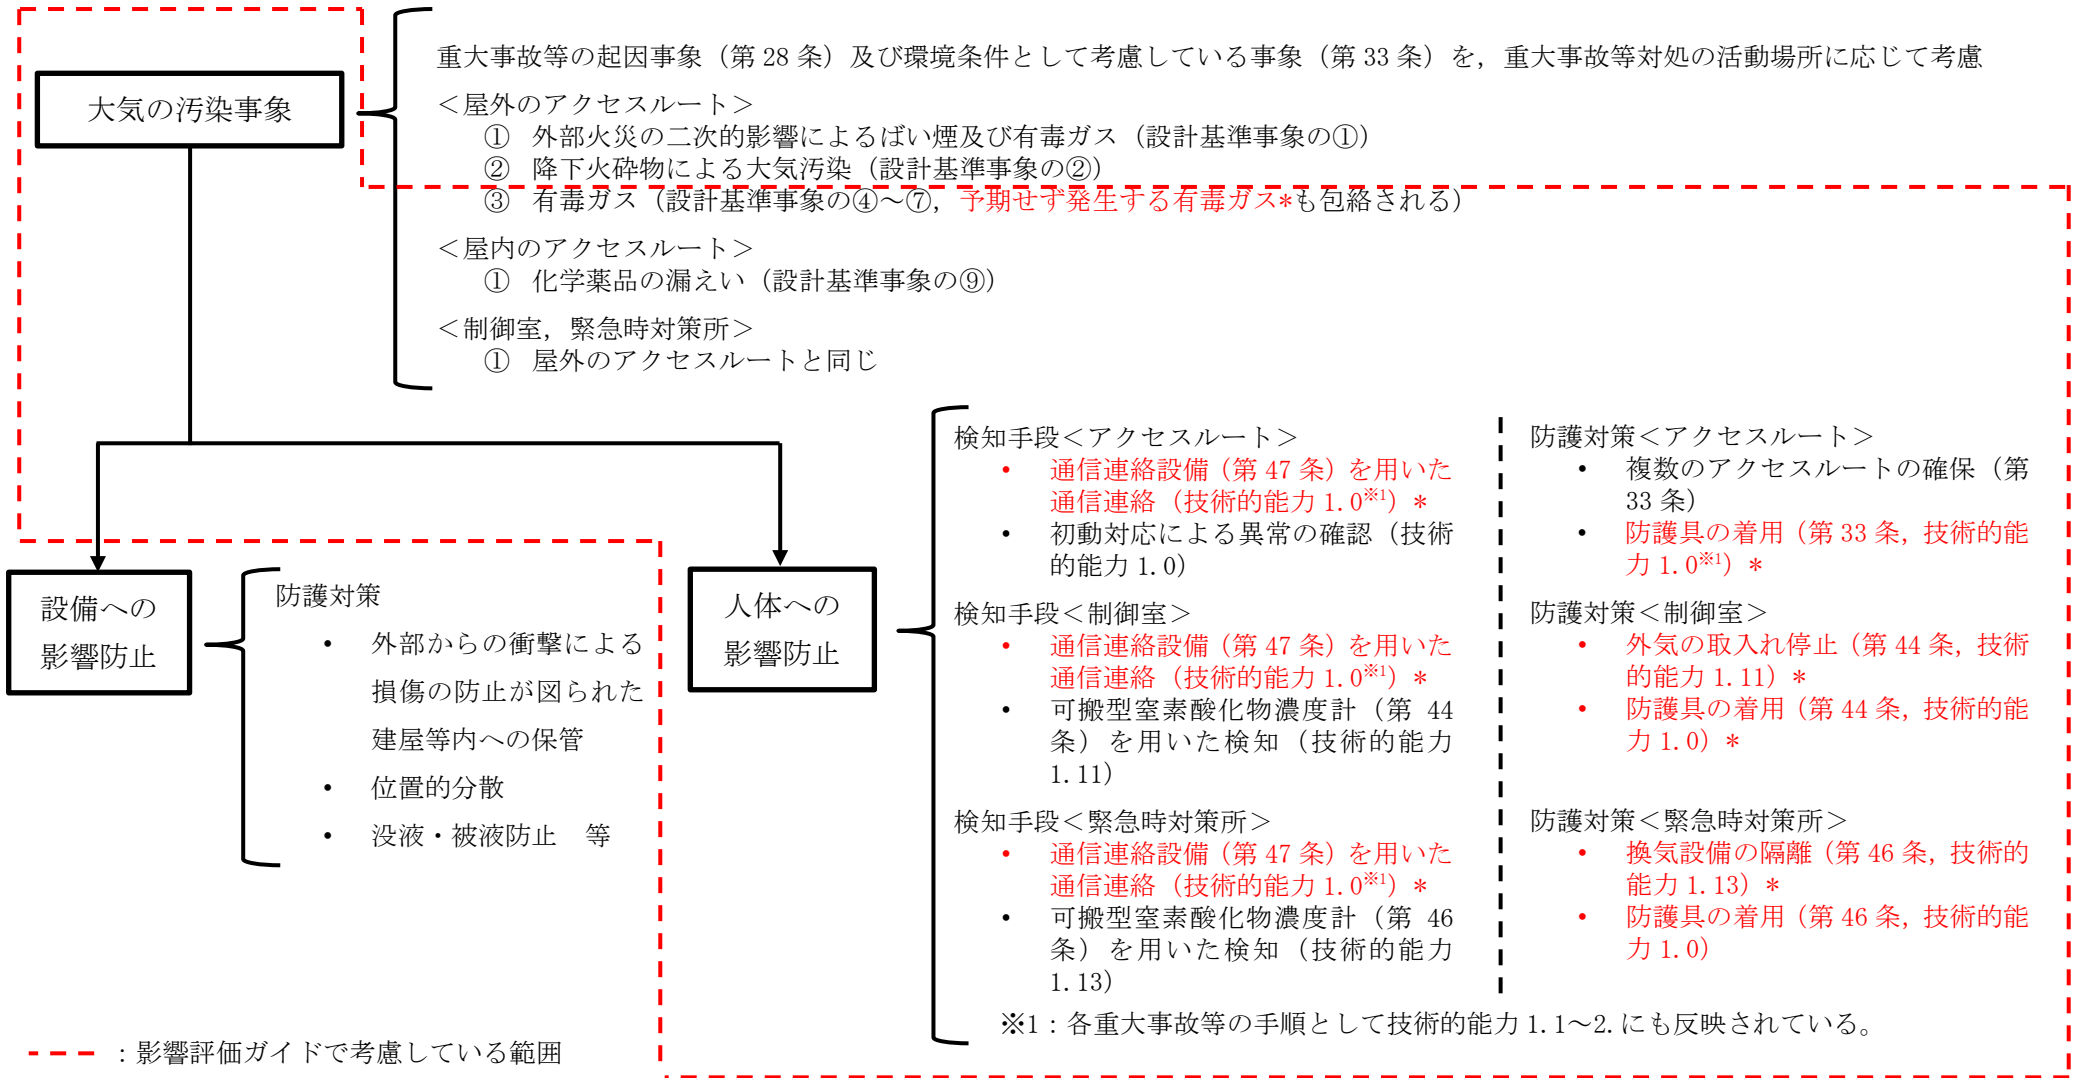 大気の汚染事象
重大事故等の起因事象（第 28 条）及び環境条件として考慮している事象（第 33 条）を，重大事故等対処の活動場所に応じて考慮
＜屋外のアクセスルート＞
① 外部火災の二次的影響によるばい煙及び有毒ガス（設計基準事象の①）
② 降下火砕物による大気汚染（設計基準事象の②）
③ 有毒ガス（設計基準事象の④～⑦，予期せず発生する有毒ガス*も包絡される）
＜屋内のアクセスルート＞
① 化学薬品の漏えい（設計基準事象の⑨）
＜制御室，緊急時対策所＞
① 屋外のアクセスルートと同じ
設備への
影響防止
防護対策
・ 外部からの衝撃による
損傷の防止が図られた
建屋等内への保管
・ 位置的分散
・ 没液・被液防止　等
人体への
影響防止
検知手段＜アクセスルート＞
・ 通信連絡設備（第 47 条）を用いた
通信連絡（技術的能力 1.0※1）*
・ 初動対応による異常の確認（技術
的能力 1.0）
検知手段＜制御室＞
・ 通信連絡設備（第 47 条）を用いた
通信連絡（技術的能力 1.0※1）*
・ 可搬型窒素酸化物濃度計（第 44
条）を用いた検知（技術的能力
1.11）
検知手段＜緊急時対策所＞
・ 通信連絡設備（第 47 条）を用いた
通信連絡（技術的能力 1.0※1）*
・ 可搬型窒素酸化物濃度計（第 46
条）を用いた検知（技術的能力
1.13）
防護対策＜アクセスルート＞
・ 複数のアクセスルートの確保（第
33 条）
・ 防護具の着用（第 33 条，技術的能
力 1.0※1）*
防護対策＜制御室＞
・ 外気の取入れ停止（第 44 条，技術
的能力 1.11）*
・ 防護具の着用（第 44 条，技術的能
力 1.0）*
防護対策＜緊急時対策所＞
・ 換気設備の隔離（第 46 条，技術的
能力 1.13）*
・ 防護具の着用（第 46 条，技術的能
力 1.0）
※1：各重大事故等の手順として技術的能力 1.1～2.にも反映されている。
：影響評価ガイドで考慮している範囲